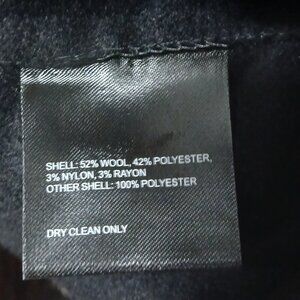 SHELL: 52% WOOL, 42% POLYESTER,
3% NYLON, 3% RAYON
OTHER SHELL: 100% POLYESTER
DRY CLEAN ONLY